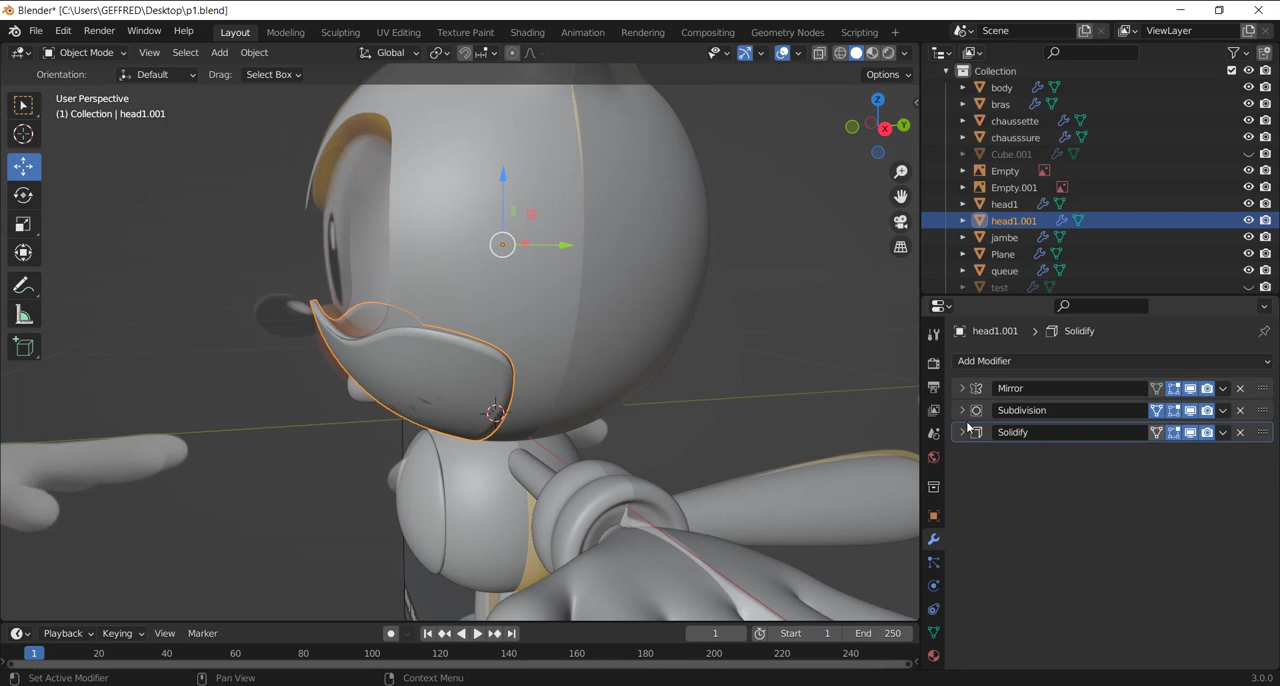 Blender* [C:\Users\GEFFRED\Desktop\p1.blend]
File Edit Render Window Help Layout Modeling Sculpting UV Editing Texture Paint Shading Animation Rendering Compositing Geometry Nodes Scripting + Scene ViewLayer
Object Mode View Select Add Object Global
Orientation: Default Drag: Select Box Options
User Perspective
(1) Collection | head1.001
Z
Y
X
Collection
body
bras
chaussette
chausssure
Cube.001
Empty
Empty.001
head1
head1.001
jambe
Plane
queue
test
head1.001 > Solidify
Add Modifier
Mirror
Subdivision
Solidify
Playback Keying View Marker 1 Start 1 End 250
1 20 40 60 80 100 120 140 160 180 200 220 240
Set Active Modifier Pan View Context Menu 3.0.0